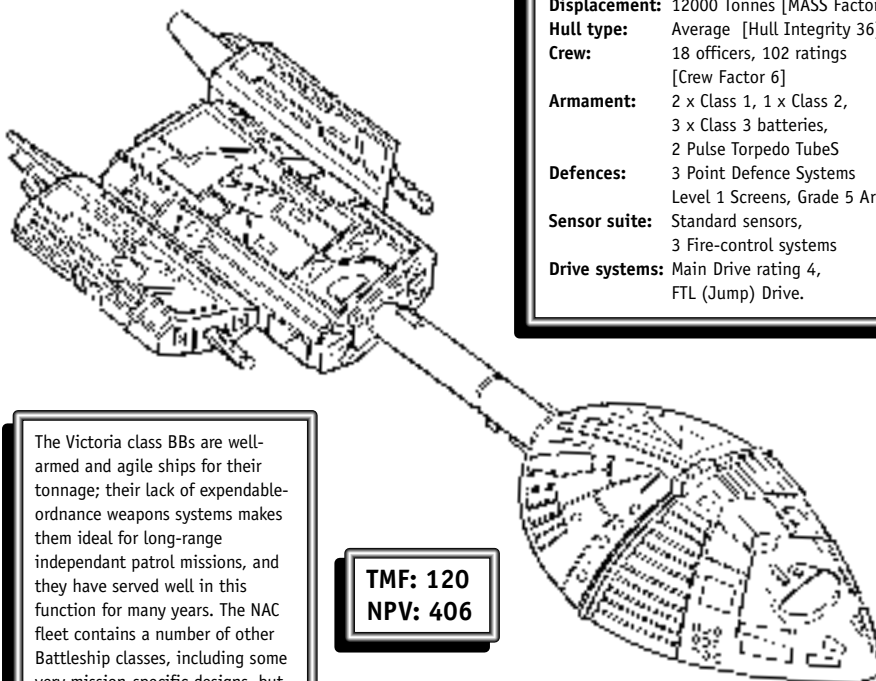 Displacement: 12000 Tonnes [MASS Factor
Hull type: Average [Hull Integrity 36]
Crew: 18 officers, 102 ratings
[Crew Factor 6]
Armament: 2 x Class 1, 1 x Class 2,
3 x Class 3 batteries,
2 Pulse Torpedo TubeS
Defences: 3 Point Defence Systems
Level 1 Screens, Grade 5 Ar
Sensor suite: Standard sensors,
3 Fire-control systems
Drive systems: Main Drive rating 4,
FTL (Jump) Drive.
The Victoria class BBs are well-
armed and agile ships for their
tonnage; their lack of expendable-
ordnance weapons systems makes
them ideal for long-range
independant patrol missions, and
they have served well in this
function for many years. The NAC
fleet contains a number of other
Battleship classes, including some
very mission-specific designs, but
TMF: 120
NPV: 406